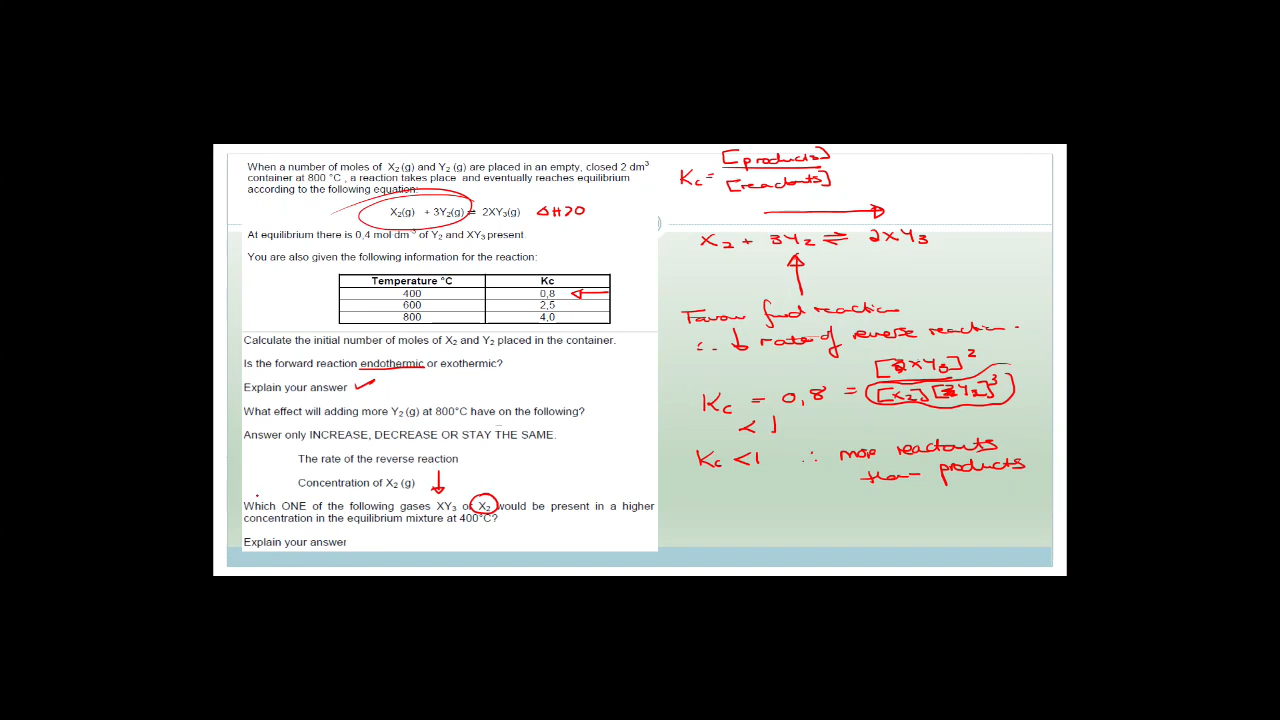 When a number of moles of X₂(g) and Y₂ (g) are placed in an empty, closed 2 dm³
container at 800 °C , a reaction takes place and eventually reaches equilibrium
according to the following equation:
X₂(g) + 3Y₂(g) ⇌ 2XY₃(g) ΔH>0
At equilibrium there is 0,4 mol dm⁻³ of Y₂ and XY₃ present.
You are also given the following information for the reaction:
Temperature °C Kc
400 0,8
600 2,5
800 4,0
Calculate the initial number of moles of X₂ and Y₂ placed in the container.
Is the forward reaction endothermic or exothermic?
Explain your answer
What effect will adding more Y₂ (g) at 800°C have on the following?
Answer only INCREASE, DECREASE OR STAY THE SAME.
The rate of the reverse reaction
Concentration of X₂ (g)
Which ONE of the following gases XY₃ or X₂ would be present in a higher
concentration in the equilibrium mixture at 400°C?
Explain your answer
Kc = [products]
[reactants]
X₂ + 3Y₂ ⇌ 2XY₃
Favour fwd reaction
∴ ↓ rate of reverse reaction.
Kc = 0,8 = [XY₃]²
[X₂][Y₂]³
< 1
Kc < 1 ∴ more reactants
than products